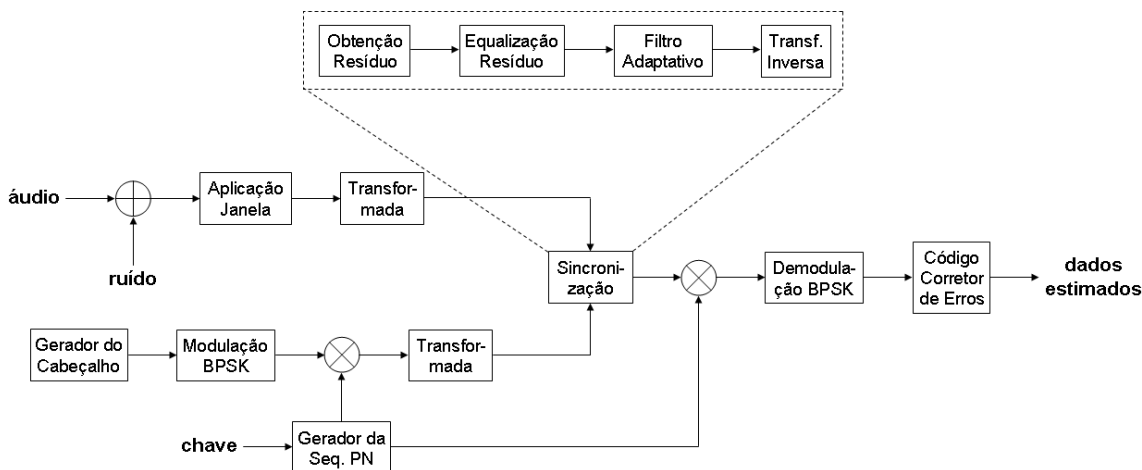 Obtenção
Resíduo
Equalização
Resíduo
Filtro
Adaptativo
Transf.
Inversa
áudio
Aplicação
Janela
Transfor-
mada
ruído
Sincroni-
zação
Demodula-
ção BPSK
Código
Corretor
de Erros
dados
estimados
Gerador do
Cabeçalho
Modulação
BPSK
Transfor-
mada
chave
Gerador da
Seq. PN